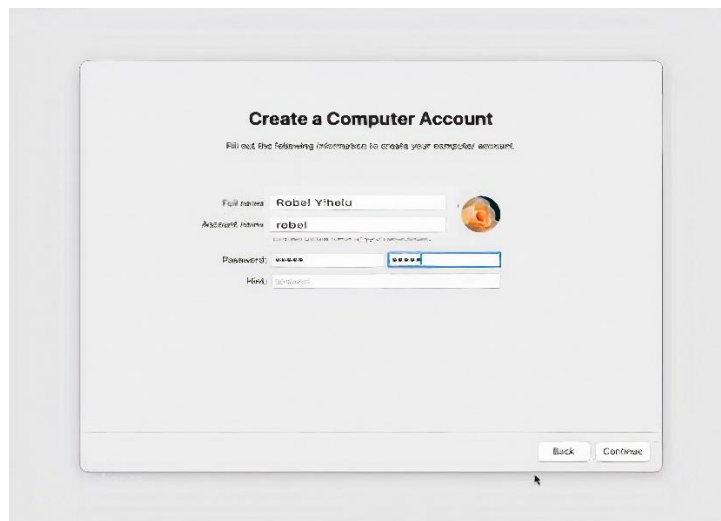 Create a Computer Account
Fill out the following information to create your computer account.
Full name: Robel Yihelu
Account name: robel
Password: ••••• •••••
Hint:
Back Continue